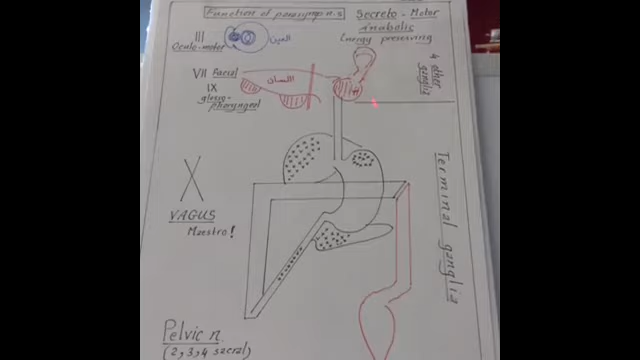 Function of parasymp n.s
Secreto - Motor
Anabolic
Energy preserving
III
Oculo-motor
العين
VII Facial
IX
glosso-
pharyngeal
اللسان
4 other
ganglia
X
VAGUS
Maestro!
Terminal ganglia
Pelvic n
(2,3,4 sacral)